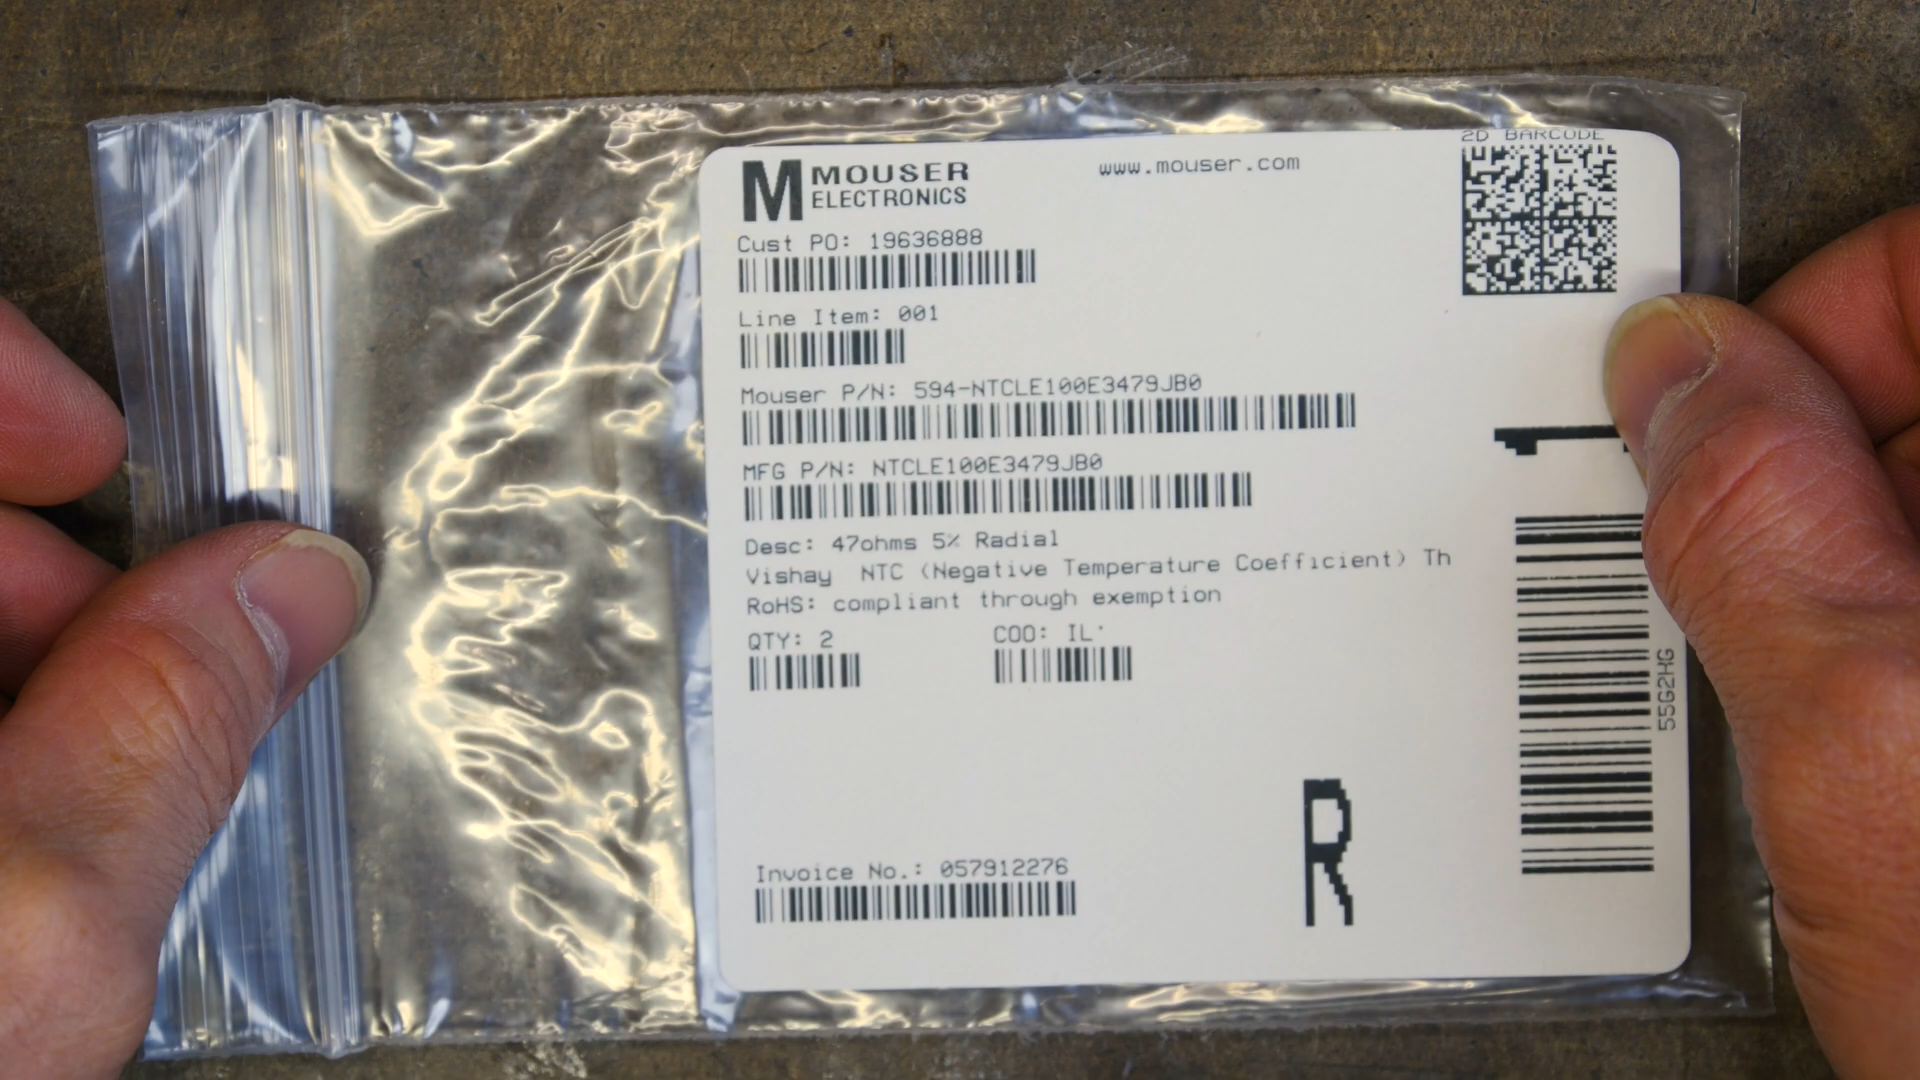 2D BARCODE
MOUSER
ELECTRONICS
www.mouser.com
Cust PO: 19636888
Line Item: 001
Mouser P/N: 594-NTCLE100E3479JB0
MFG P/N: NTCLE100E3479JB0
Desc: 47ohms 5% Radial
Vishay NTC (Negative Temperature Coefficient) Th
RoHS: compliant through exemption
QTY: 2 COO: IL
55G2HG
R
Invoice No.: 057912276